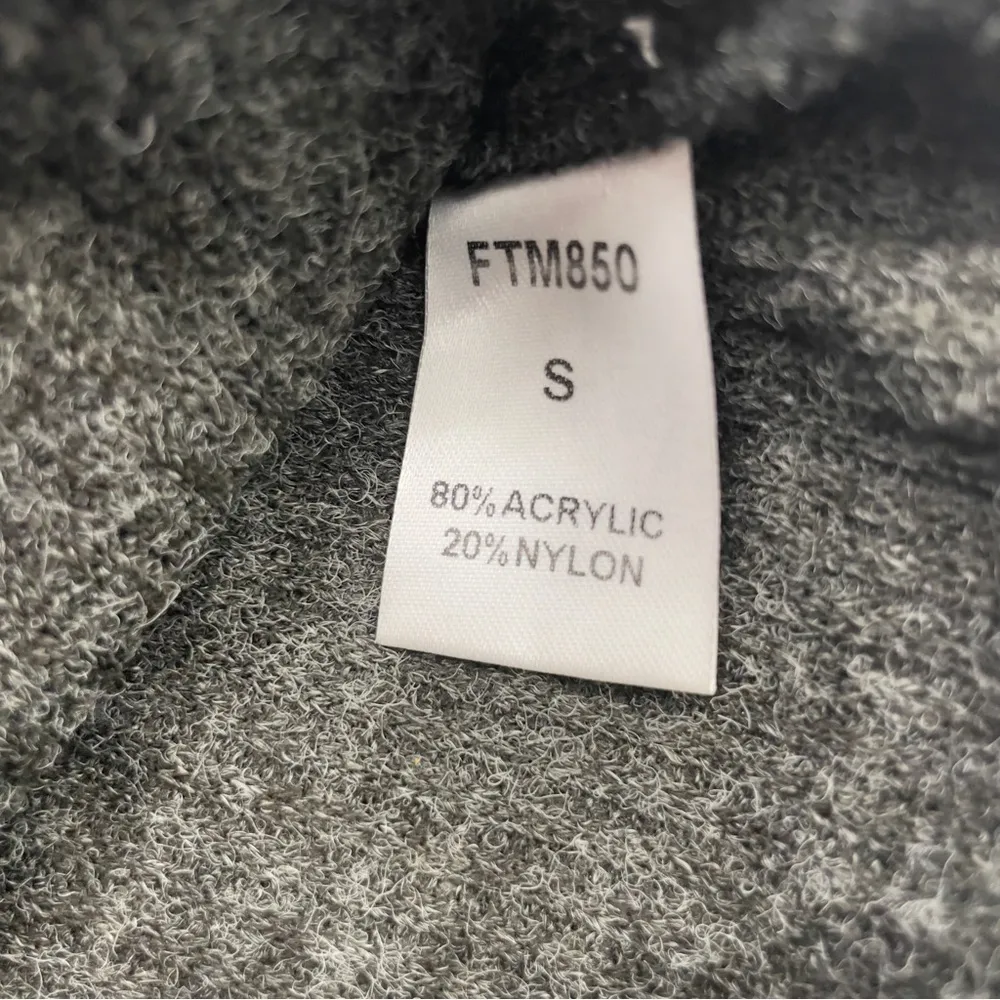 FTM850
S
80% ACRYLIC
20% NYLON